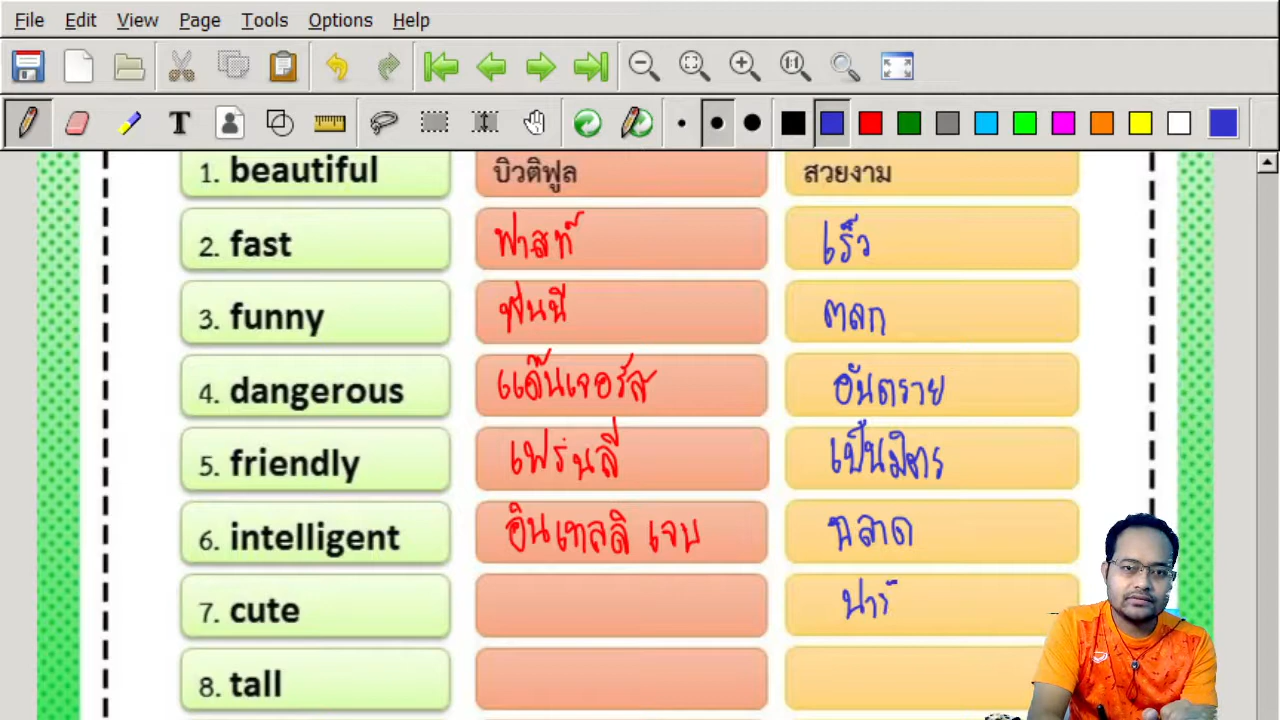 File Edit View Page Tools Options Help
1. beautiful บิวติฟูล สวยงาม
2. fast ฟาสท์ เร็ว
3. funny ฟันนี ตลก
4. dangerous แด๊นเจอร์ส อันตราย
5. friendly เฟรนลี่ เป็นมิตร
6. intelligent อินเทลลิ เจน ฉลาด
7. cute น่าร
8. tall